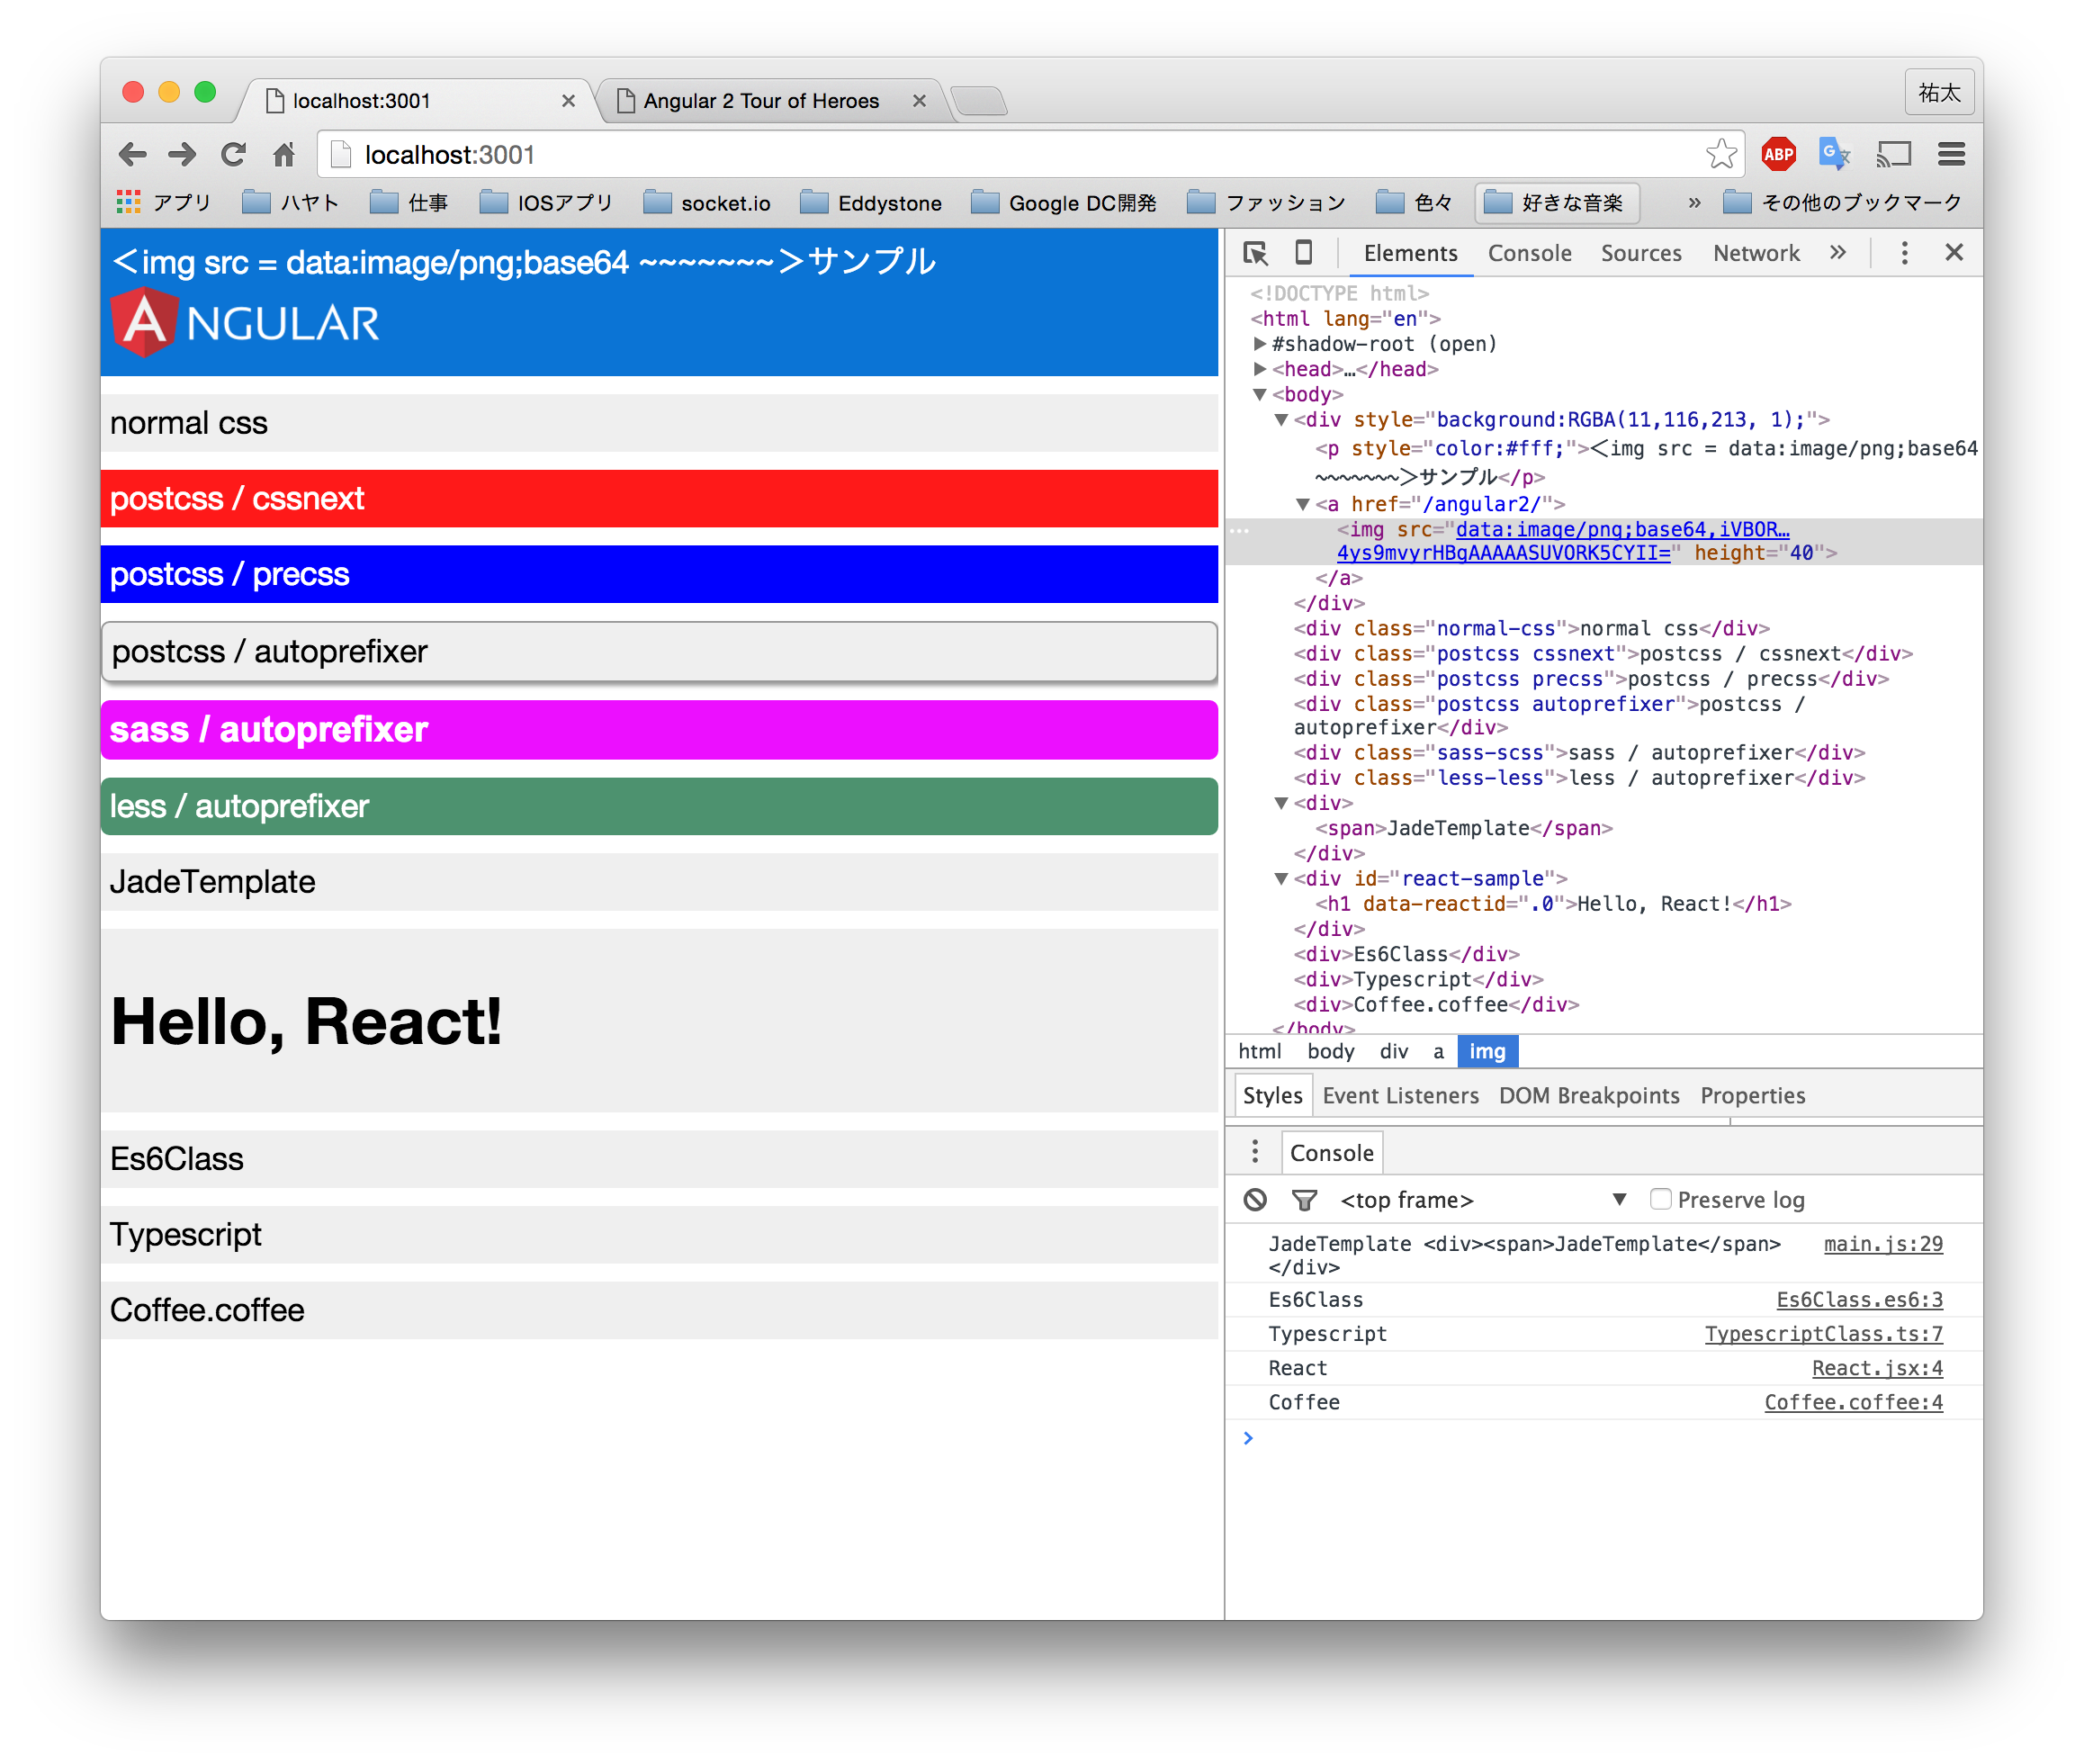 localhost:3001
Angular 2 Tour of Heroes
祐太
localhost:3001
ABP
アプリ ハヤト 仕事 IOSアプリ socket.io Eddystone Google DC開発 ファッション 色々 好きな音楽 » その他のブックマーク
＜img src = data:image/png;base64 ~~~~~~~＞サンプル
ANGULAR
normal css
postcss / cssnext
postcss / precss
postcss / autoprefixer
sass / autoprefixer
less / autoprefixer
JadeTemplate
Hello, React!
Es6Class
Typescript
Coffee.coffee
Elements Console Sources Network »
<!DOCTYPE html>
<html lang="en">
#shadow-root (open)
<head>…</head>
<body>
<div style="background:RGBA(11,116,213, 1);">
<p style="color:#fff;">＜img src = data:image/png;base64
~~~~~~~＞サンプル</p>
<a href="/angular2/">
<img src="data:image/png;base64,iVBOR…
4ys9mvyrHBgAAAAASUVORK5CYII=" height="40">
</a>
</div>
<div class="normal-css">normal css</div>
<div class="postcss cssnext">postcss / cssnext</div>
<div class="postcss precss">postcss / precss</div>
<div class="postcss autoprefixer">postcss /
autoprefixer</div>
<div class="sass-scss">sass / autoprefixer</div>
<div class="less-less">less / autoprefixer</div>
<div>
<span>JadeTemplate</span>
</div>
<div id="react-sample">
<h1 data-reactid=".0">Hello, React!</h1>
</div>
<div>Es6Class</div>
<div>Typescript</div>
<div>Coffee.coffee</div>
</body>
html body div a img
Styles Event Listeners DOM Breakpoints Properties
Console
<top frame> ▼ Preserve log
JadeTemplate <div><span>JadeTemplate</span> main.js:29
</div>
Es6Class Es6Class.es6:3
Typescript TypescriptClass.ts:7
React React.jsx:4
Coffee Coffee.coffee:4